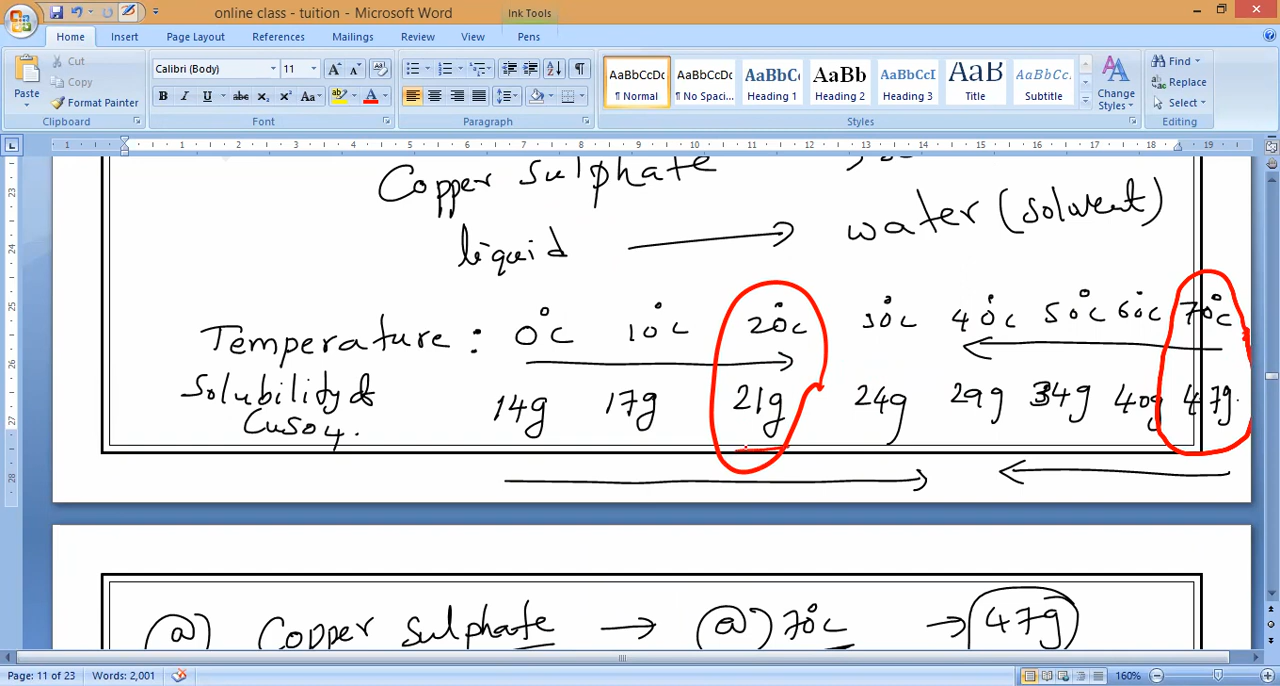 online class - tuition - Microsoft Word
Ink Tools
Home Insert Page Layout References Mailings Review View Pens
Paste
Cut
Copy
Format Painter
Clipboard
Calibri (Body) 11
B I U abc x₂ x² Aa
Font
Paragraph
AaBbCcDc AaBbCcDc AaBbCc AaBb AaBbCcI AaB AaBbCc.
¶ Normal ¶ No Spaci... Heading 1 Heading 2 Heading 3 Title Subtitle
Styles
Change Styles
Find
Replace
Select
Editing
Copper sulphate
liquid → water (solvent)
Temperature : 0°C 10°C 20°C 30°C 40°C 50°C 60°C 70°C
Solubility of CuSO4. 14g 17g 21g 24g 29g 34g 40g 47g.
a) Copper sulphate → @ 70°C → 47g
Page: 11 of 23 Words: 2,001 160%